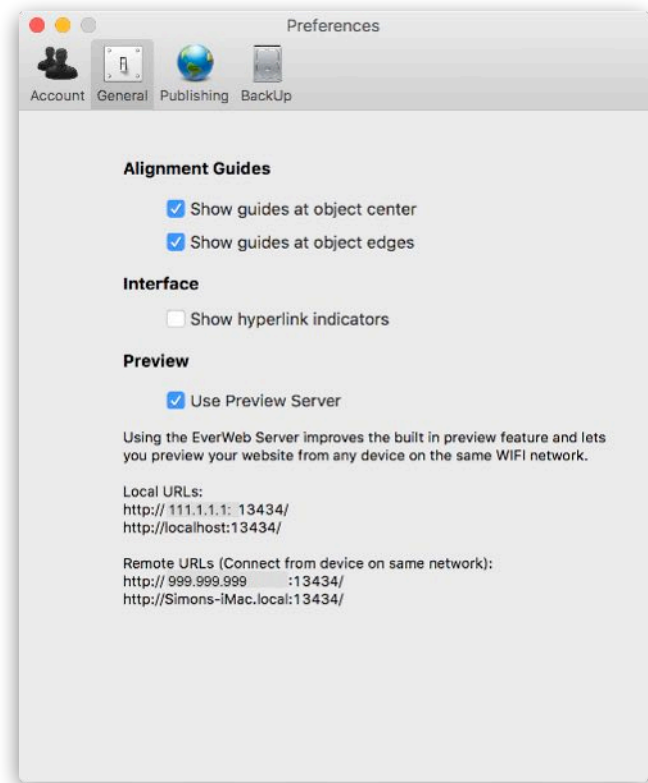 Preferences
Account General Publishing BackUp
Alignment Guides
Show guides at object center
Show guides at object edges
Interface
Show hyperlink indicators
Preview
Use Preview Server
Using the EverWeb Server improves the built in preview feature and lets
you preview your website from any device on the same WIFI network.
Local URLs:
http:// 111.1.1.1: 13434/
http://localhost:13434/
Remote URLs (Connect from device on same network):
http:// 999.999.999 :13434/
http://Simons-iMac.local:13434/